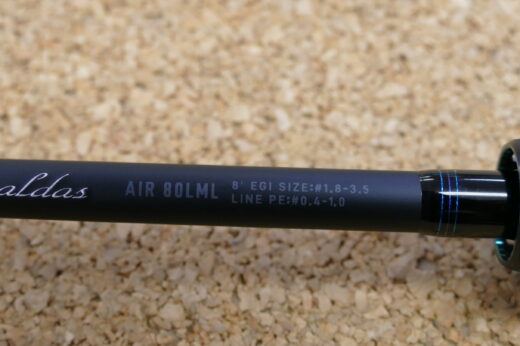 aldas
AIR 80LML
8' EGI SIZE:#1.8-3.5
LINE PE:#0.4-1.0